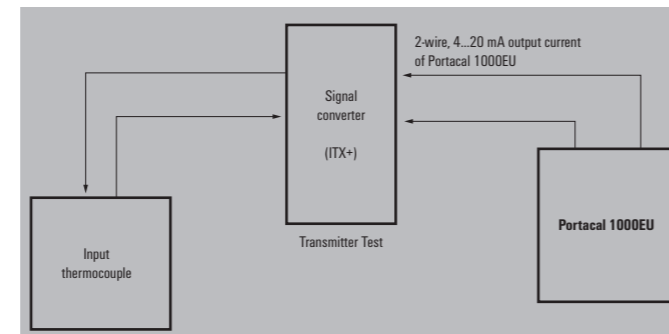 2-wire, 4...20 mA output current
of Portacal 1000EU
Signal
converter
(ITX+)
Transmitter Test
Input
thermocouple
Portacal 1000EU